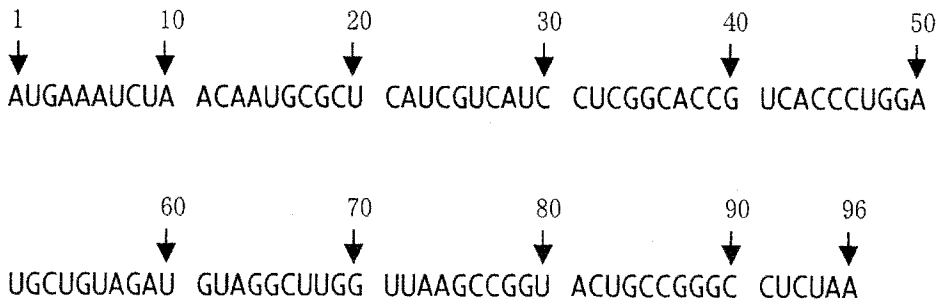 1 10 20 30 40 50
AUGAAAUCUA ACAAUGCGCU CAUCGUCAUC CUCGGCACCG UCACCCUGGA
60 70 80 90 96
UGCUGUAGAU GUAGGCUUGG UUAAGCCGGU ACUGCCGGGC CUCUAA